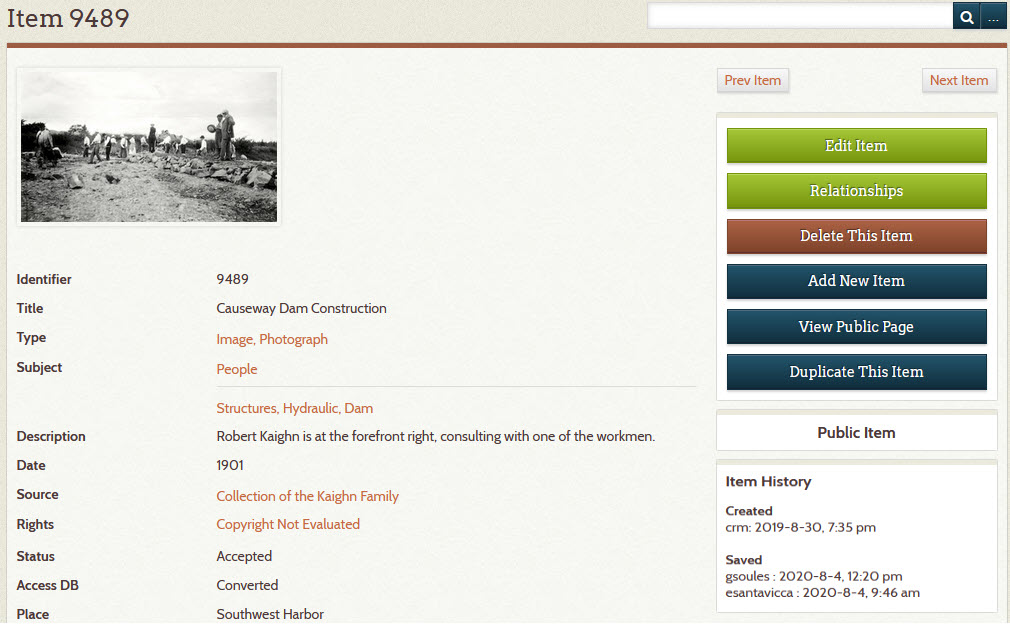 Item 9489
...
Prev Item
Next Item
Edit Item
Relationships
Delete This Item
Add New Item
View Public Page
Duplicate This Item
Public Item
Item History
Created
crm: 2019-8-30, 7:35 pm
Saved
gsoules : 2020-8-4, 12:20 pm
esantavicca : 2020-8-4, 9:46 am
Identifier 9489
Title Causeway Dam Construction
Type Image, Photograph
Subject People
Structures, Hydraulic, Dam
Description Robert Kaighn is at the forefront right, consulting with one of the workmen.
Date 1901
Source Collection of the Kaighn Family
Rights Copyright Not Evaluated
Status Accepted
Access DB Converted
Place Southwest Harbor